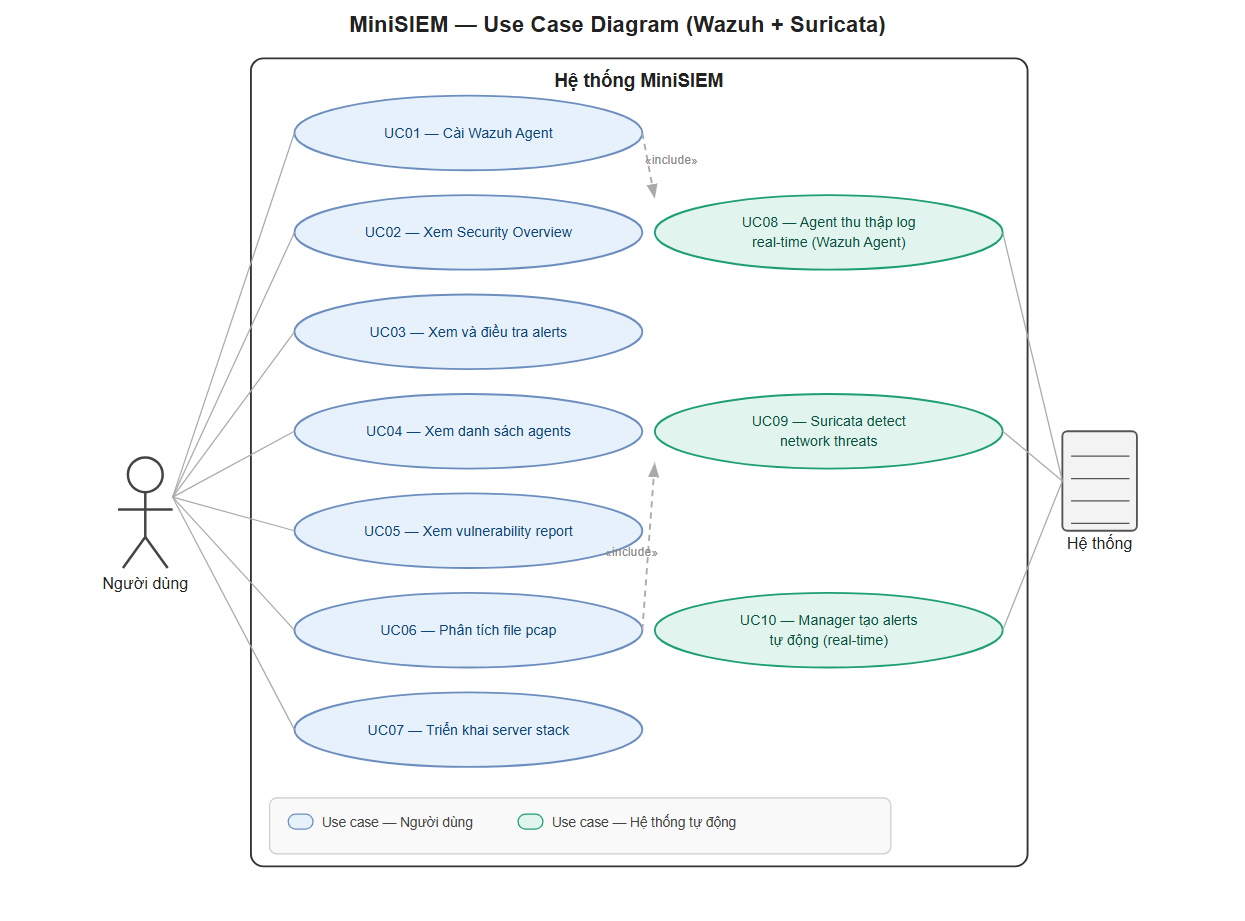 MiniSIEM — Use Case Diagram (Wazuh + Suricata)
Hệ thống MiniSIEM
UC01 — Cài Wazuh Agent
«include»
UC02 — Xem Security Overview
UC08 — Agent thu thập log
real-time (Wazuh Agent)
UC03 — Xem và điều tra alerts
UC04 — Xem danh sách agents
UC09 — Suricata detect
network threats
UC05 — Xem vulnerability report
«include»
Hệ thống
Người dùng
UC06 — Phân tích file pcap
UC10 — Manager tạo alerts
tự động (real-time)
UC07 — Triển khai server stack
Use case — Người dùng
Use case — Hệ thống tự động